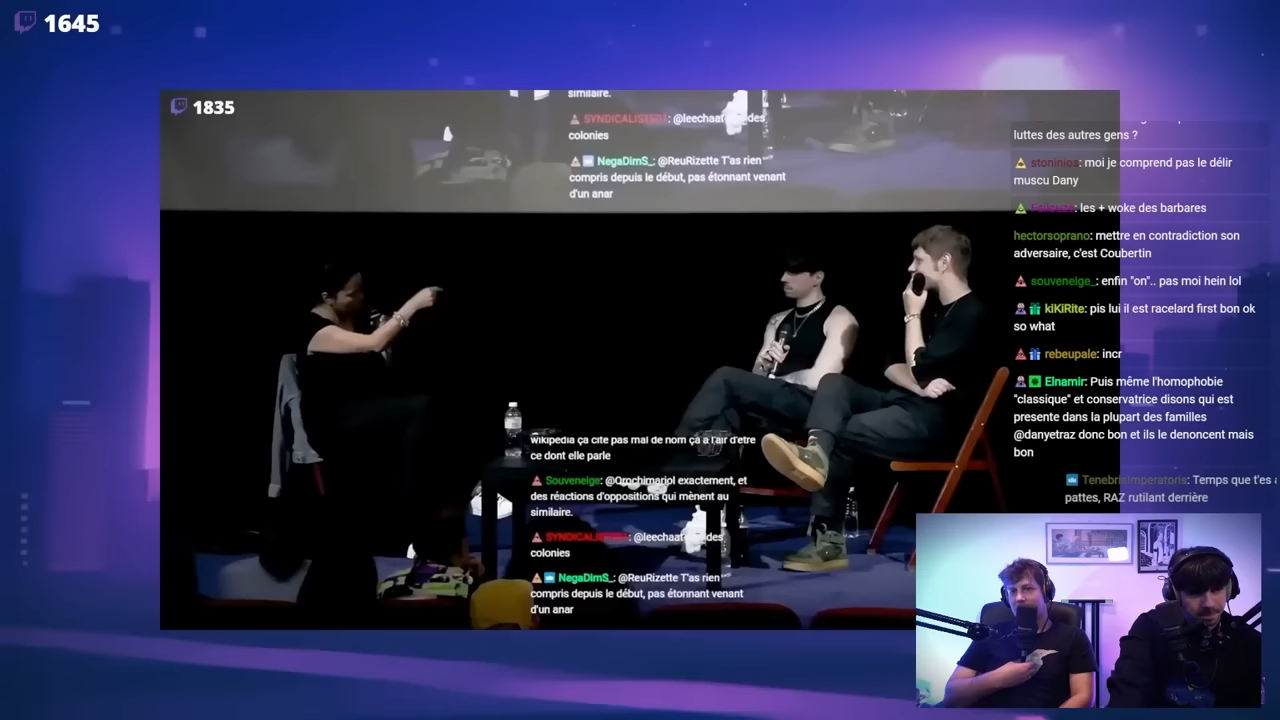 1645
1835
similaire.
: @leechaat des
colonies
NegaDimS_: @ReuRizette T'as rien
compris depuis le début, pas étonnant venant
d'un anar
wikipedia ça cite pas mal de nom ça a l'air d'etre
ce dont elle parle
Souveneige: @Orochimariol exactement, et
des réactions d'oppositions qui mènent au
similaire.
: @leechaat des
colonies
NegaDimS_: @ReuRizette T'as rien
compris depuis le début, pas étonnant venant
d'un anar
luttes des autres gens ?
stoninios: moi je comprend pas le délir
muscu Dany
: les + woke des barbares
hectorsoprano: mettre en contradiction son
adversaire, c'est Coubertin
souveneige_: enfin "on".. pas moi hein lol
kiKiRite: pis lui il est racelard first bon ok
so what
rebeupale: incr
Elnamir: Puis même l'homophobie
"classique" et conservatrice disons qui est
presente dans la plupart des familles
@danyetraz donc bon et ils le denoncent mais
bon
TenebrisImperatoris: Temps que t'es
pattes, RAZ rutilant derrière